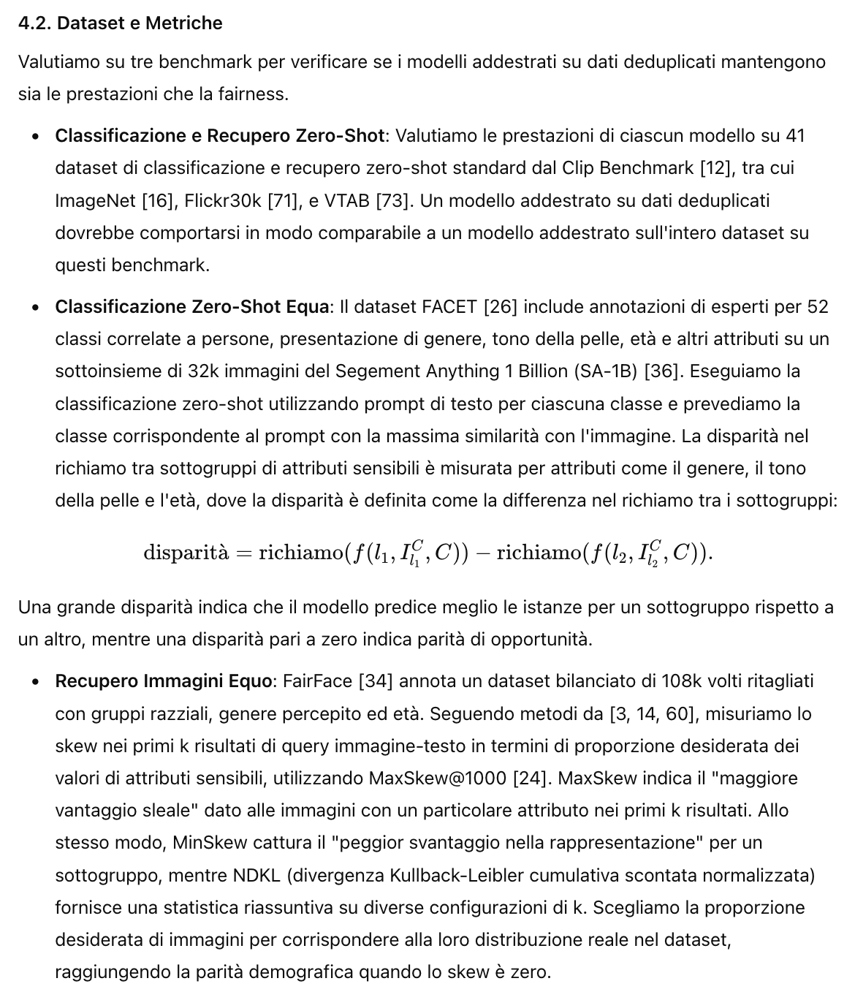 4.2. Dataset e Metriche
Valutiamo su tre benchmark per verificare se i modelli addestrati su dati deduplicati mantengono
sia le prestazioni che la fairness.
• Classificazione e Recupero Zero-Shot: Valutiamo le prestazioni di ciascun modello su 41
dataset di classificazione e recupero zero-shot standard dal Clip Benchmark [12], tra cui
ImageNet [16], Flickr30k [71], e VTAB [73]. Un modello addestrato su dati deduplicati
dovrebbe comportarsi in modo comparabile a un modello addestrato sull'intero dataset su
questi benchmark.
• Classificazione Zero-Shot Equa: Il dataset FACET [26] include annotazioni di esperti per 52
classi correlate a persone, presentazione di genere, tono della pelle, età e altri attributi su un
sottoinsieme di 32k immagini del Segement Anything 1 Billion (SA-1B) [36]. Eseguiamo la
classificazione zero-shot utilizzando prompt di testo per ciascuna classe e prevediamo la
classe corrispondente al prompt con la massima similarità con l'immagine. La disparità nel
richiamo tra sottogruppi di attributi sensibili è misurata per attributi come il genere, il tono
della pelle e l'età, dove la disparità è definita come la differenza nel richiamo tra i sottogruppi:
disparità = richiamo(f(l₁, I_{l₁}^C, C)) − richiamo(f(l₂, I_{l₂}^C, C)).
Una grande disparità indica che il modello predice meglio le istanze per un sottogruppo rispetto a
un altro, mentre una disparità pari a zero indica parità di opportunità.
• Recupero Immagini Equo: FairFace [34] annota un dataset bilanciato di 108k volti ritagliati
con gruppi razziali, genere percepito ed età. Seguendo metodi da [3, 14, 60], misuriamo lo
skew nei primi k risultati di query immagine-testo in termini di proporzione desiderata dei
valori di attributi sensibili, utilizzando MaxSkew@1000 [24]. MaxSkew indica il "maggiore
vantaggio sleale" dato alle immagini con un particolare attributo nei primi k risultati. Allo
stesso modo, MinSkew cattura il "peggior svantaggio nella rappresentazione" per un
sottogruppo, mentre NDKL (divergenza Kullback-Leibler cumulativa scontata normalizzata)
fornisce una statistica riassuntiva su diverse configurazioni di k. Scegliamo la proporzione
desiderata di immagini per corrispondere alla loro distribuzione reale nel dataset,
raggiungendo la parità demografica quando lo skew è zero.